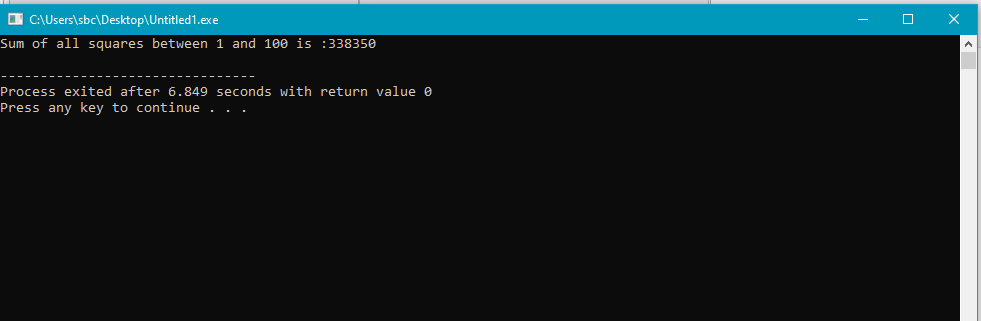 C:\Users\sbc\Desktop\Untitled1.exe
Sum of all squares between 1 and 100 is :338350
--------------------------------
Process exited after 6.849 seconds with return value 0
Press any key to continue . . .